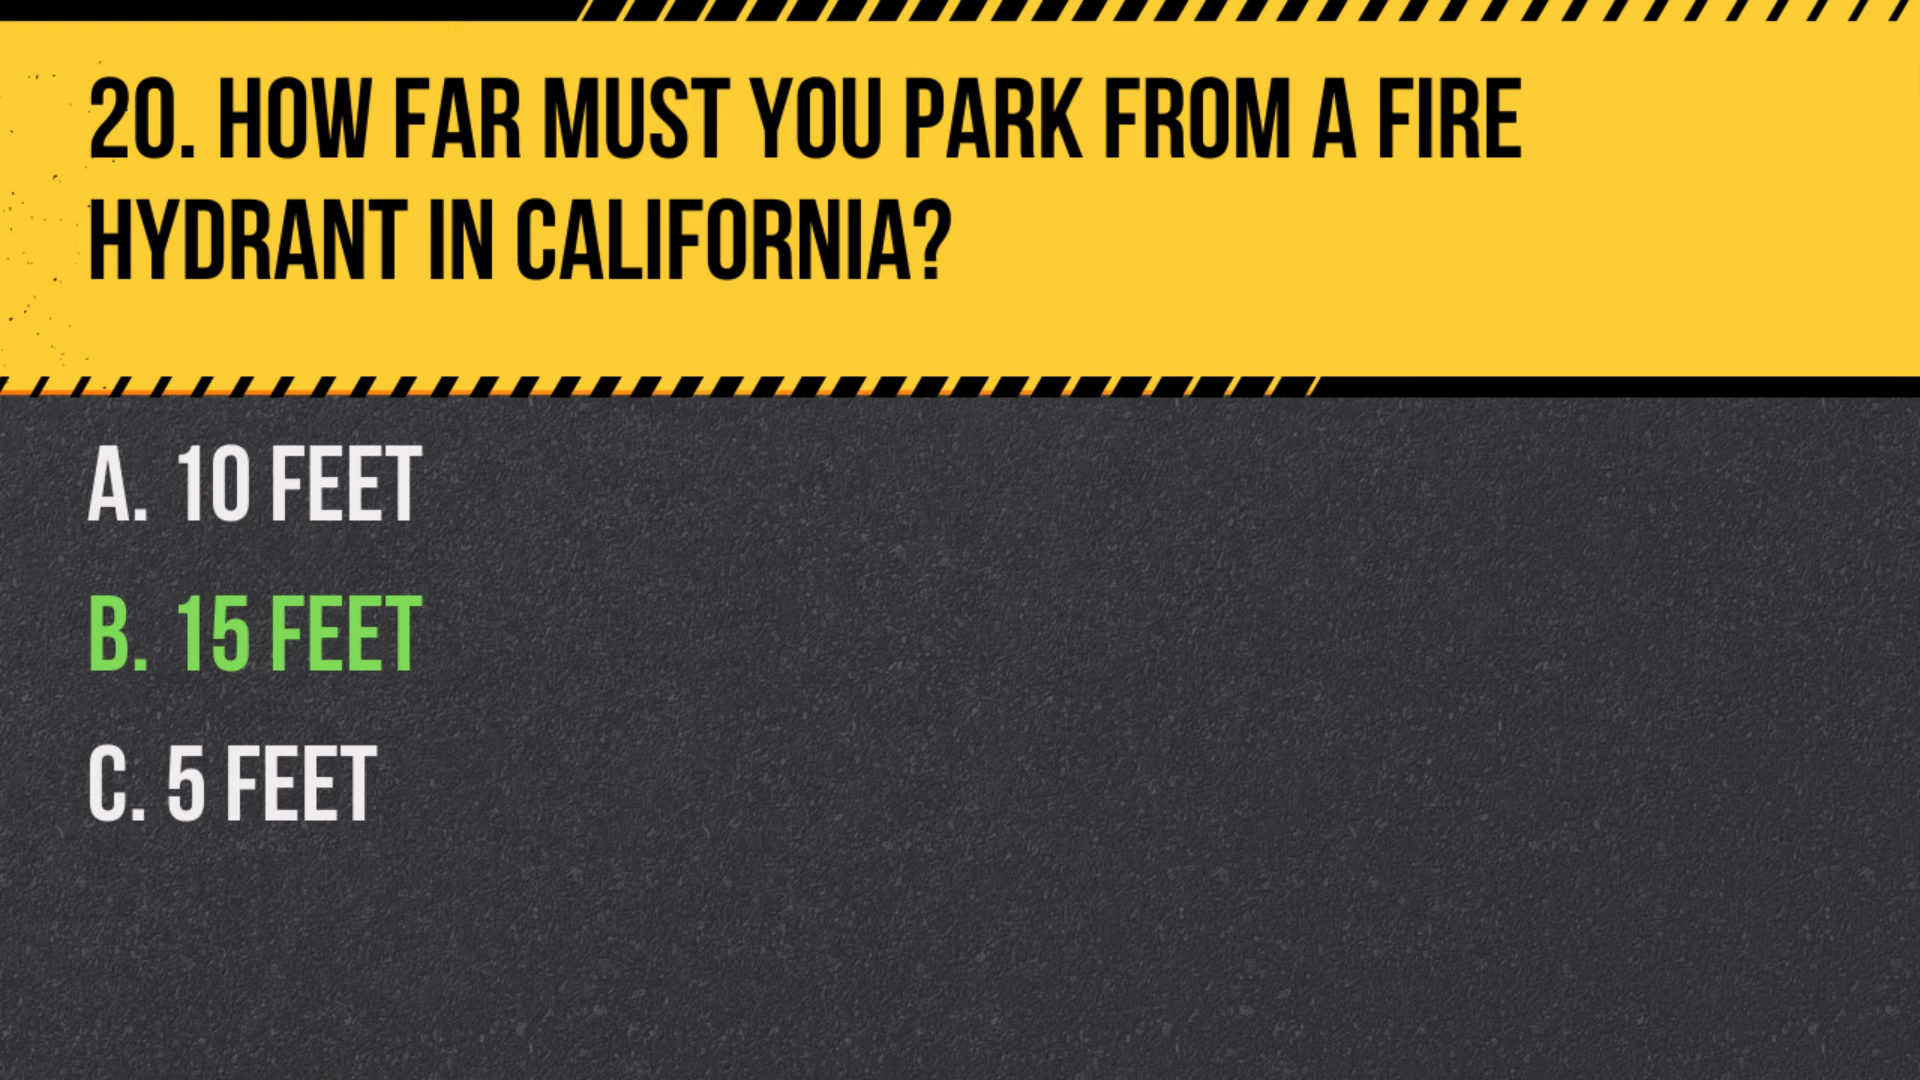 20. HOW FAR MUST YOU PARK FROM A FIRE
HYDRANT IN CALIFORNIA?
A. 10 FEET
B. 15 FEET
C. 5 FEET